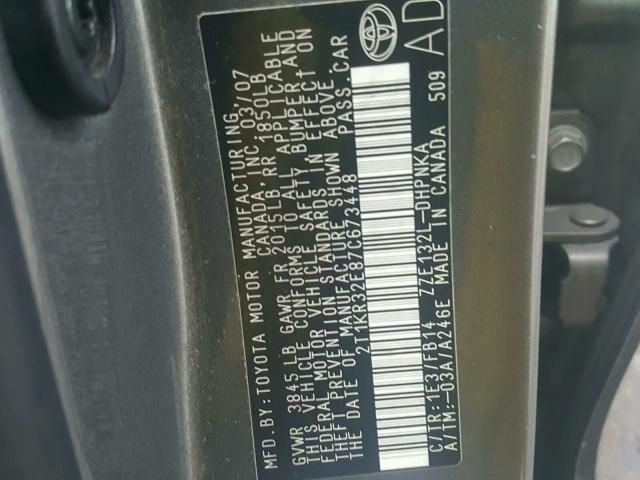 MFD. BY: TOYOTA MOTOR MANUFACTURING,
CANADA, INC. 03/07
GVWR 3845LB GAWR FR 2015LB, RR 1850LB
THIS VEHICLE CONFORMS TO ALL APPLICABLE
FEDERAL MOTOR VEHICLE SAFETY, BUMPER, AND
THEFT PREVENTION STANDARDS IN EFFECT ON
THE DATE OF MANUFACTURE SHOWN ABOVE.
2T1KR32E87C673448 PASS. CAR
C/TR:1E3/FB14 ZZE132L-DHPNKA
A/TM:-03A/A246E MADE IN CANADA 509
AD